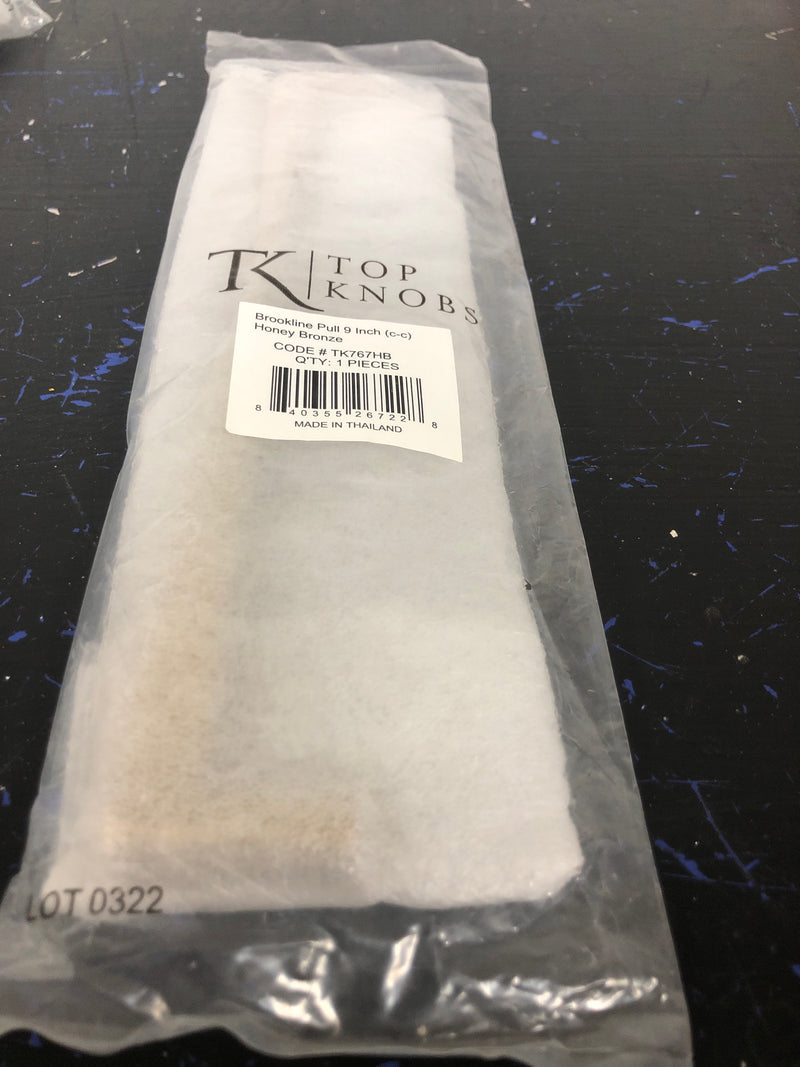 TK TOP
KNOBS
Brookline Pull 9 Inch (c-c)
Honey Bronze
CODE # TK767HB
Q'TY: 1 PIECES
8 40355 26722 8
MADE IN THAILAND
LOT 0322